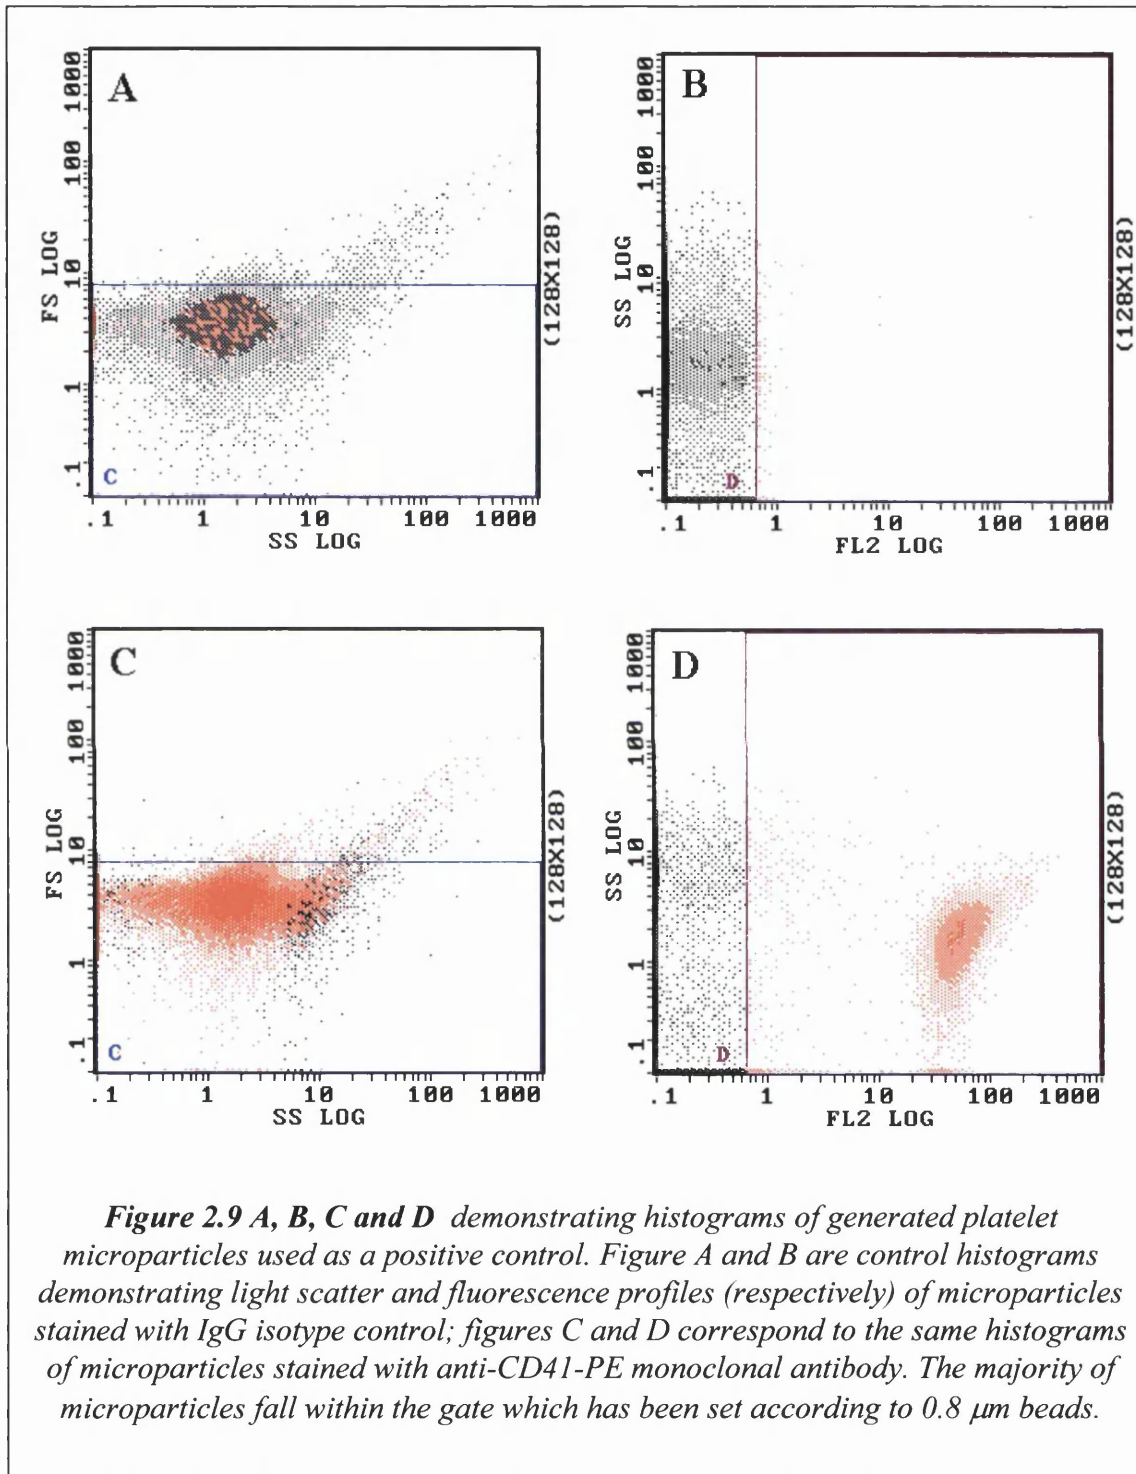 A
FS LOG
1000
100
10
1
.1
C
.1 1 10 100 1000
SS LOG
(128X128)
B
SS LOG
1000
100
10
1
.1
D
.1 1 10 100 1000
FL2 LOG
(128X128)
C
FS LOG
1000
100
10
1
.1
C
.1 1 10 100 1000
SS LOG
(128X128)
D
SS LOG
1000
100
10
1
.1
D
.1 1 10 100 1000
FL2 LOG
(128X128)
Figure 2.9 A, B, C and D demonstrating histograms of generated platelet
microparticles used as a positive control. Figure A and B are control histograms
demonstrating light scatter and fluorescence profiles (respectively) of microparticles
stained with IgG isotype control; figures C and D correspond to the same histograms
of microparticles stained with anti-CD41-PE monoclonal antibody. The majority of
microparticles fall within the gate which has been set according to 0.8 μm beads.